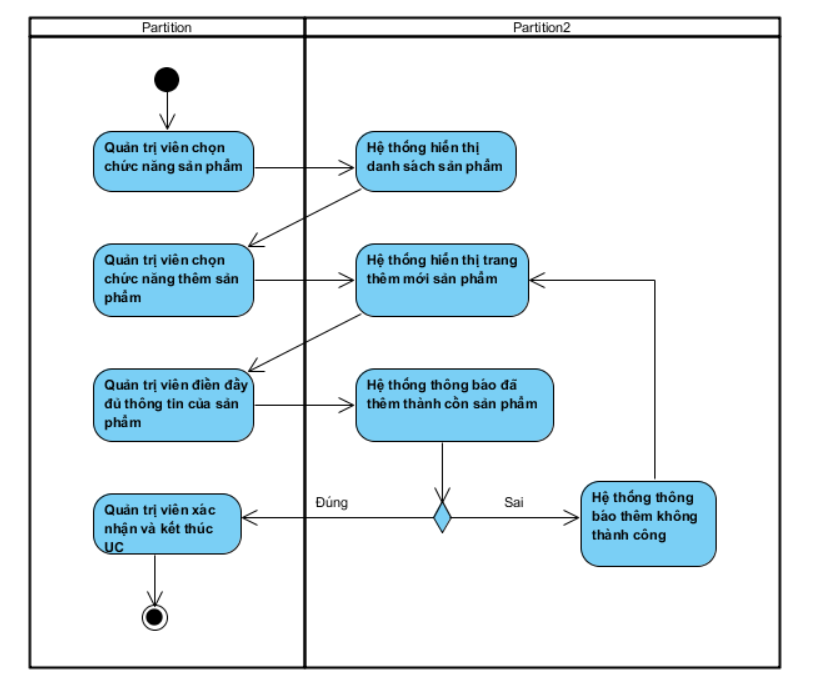 Partition
Partition2
Quản trị viên chọn
chức năng sản phẩm
Hệ thống hiển thị
danh sách sản phẩm
Quản trị viên chọn
chức năng thêm sản
phẩm
Hệ thống hiển thị trang
thêm mới sản phẩm
Quản trị viên điền đầy
đủ thông tin của sản
phẩm
Hệ thống thông báo đã
thêm thành còn sản phẩm
Quản trị viên xác
nhận và kết thúc
UC
Đúng
Sai
Hệ thống thông
báo thêm không
thành công